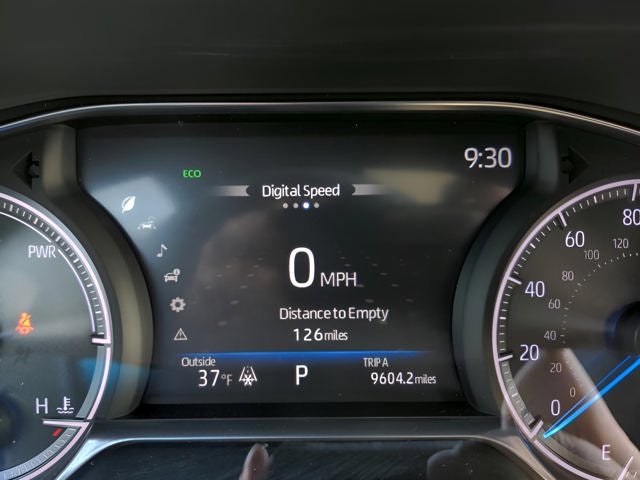 9:30
ECO
Digital Speed
PWR
0 MPH
Distance to Empty
126 miles
Outside
37°F
P
TRIP A
9604.2 miles
H
80
60
40
20
0
120
100
80
60
40
0
E